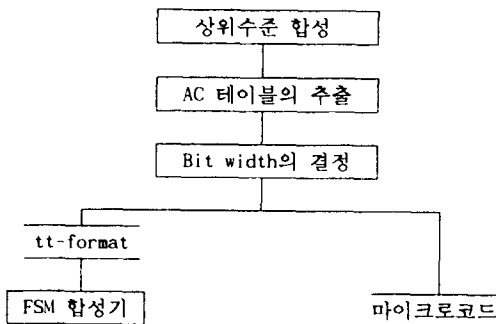 상위수준 합성
AC 테이블의 추출
Bit width의 결정
tt-format
FSM 합성기
마이크로코드